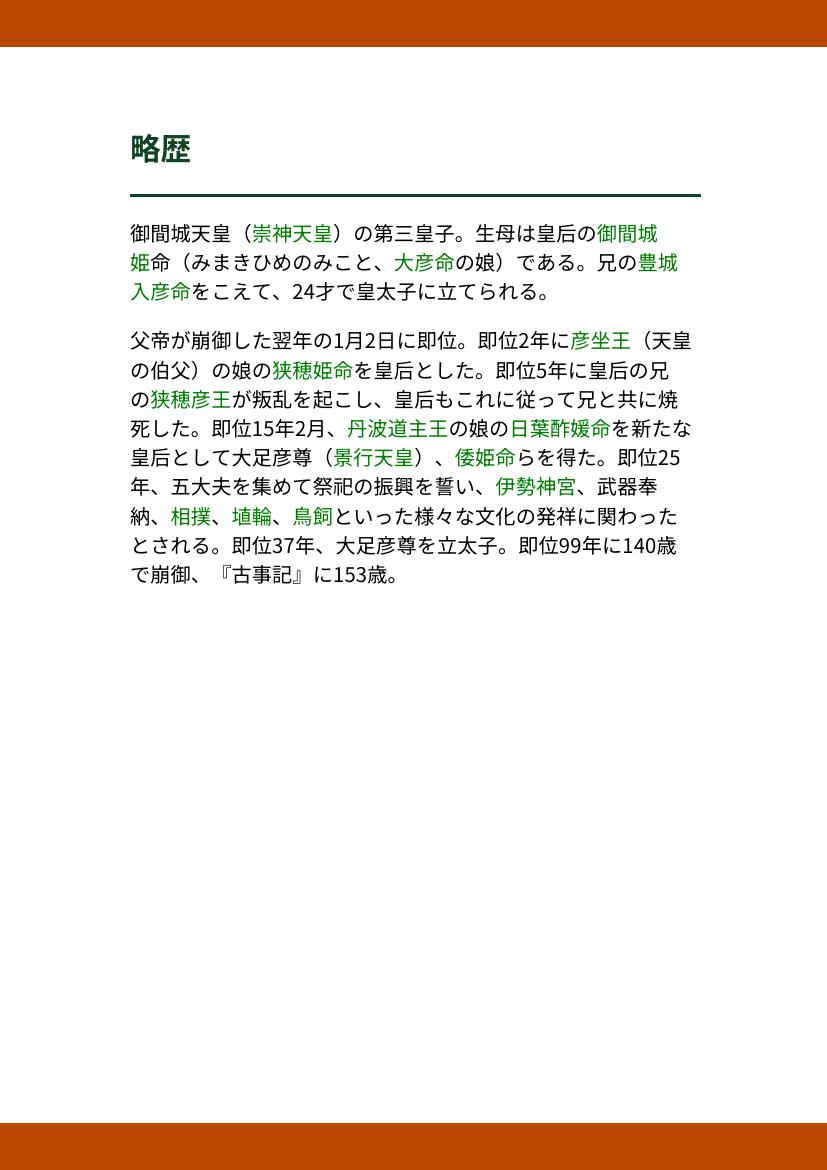 略歴
御間城天皇（崇神天皇）の第三皇子。生母は皇后の御間城
姫命（みまきひめのみこと、大彦命の娘）である。兄の豊城
入彦命をこえて、24才で皇太子に立てられる。
父帝が崩御した翌年の1月2日に即位。即位2年に彦坐王（天皇
の伯父）の娘の狭穂姫命を皇后とした。即位5年に皇后の兄
の狭穂彦王が叛乱を起こし、皇后もこれに従って兄と共に焼
死した。即位15年2月、丹波道主王の娘の日葉酢媛命を新たな
皇后として大足彦尊（景行天皇）、倭姫命らを得た。即位25
年、五大夫を集めて祭祀の振興を誓い、伊勢神宮、武器奉
納、相撲、埴輪、鳥飼といった様々な文化の発祥に関わった
とされる。即位37年、大足彦尊を立太子。即位99年に140歳
で崩御、『古事記』に153歳。